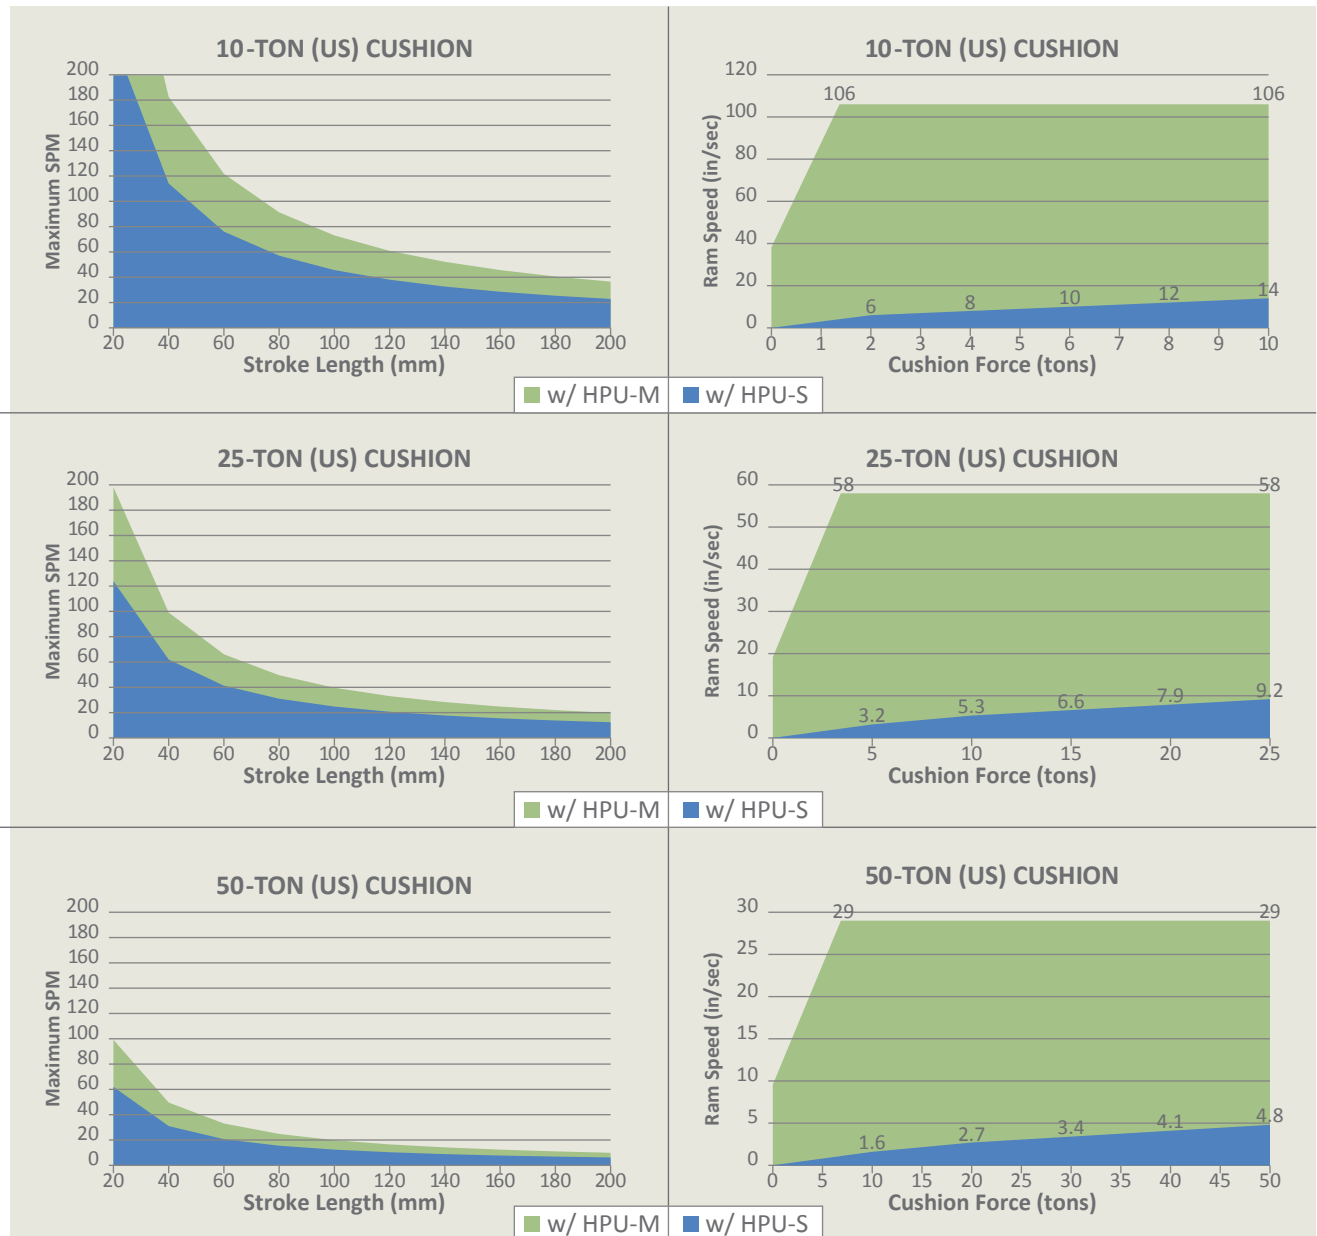 10-TON (US) CUSHION
200
180
160
140
120
100
80
60
40
20
0
Maximum SPM
20 40 60 80 100 120 140 160 180 200
Stroke Length (mm)
10-TON (US) CUSHION
120
100
80
60
40
20
0
Ram Speed (in/sec)
106 106
6 8 10 12 14
0 1 2 3 4 5 6 7 8 9 10
Cushion Force (tons)
w/ HPU-M w/ HPU-S
25-TON (US) CUSHION
200
180
160
140
120
100
80
60
40
20
0
Maximum SPM
20 40 60 80 100 120 140 160 180 200
Stroke Length (mm)
25-TON (US) CUSHION
60
50
40
30
20
10
0
Ram Speed (in/sec)
58 58
3.2 5.3 6.6 7.9 9.2
0 5 10 15 20 25
Cushion Force (tons)
w/ HPU-M w/ HPU-S
50-TON (US) CUSHION
200
180
160
140
120
100
80
60
40
20
0
Maximum SPM
20 40 60 80 100 120 140 160 180 200
Stroke Length (mm)
50-TON (US) CUSHION
30
25
20
15
10
5
0
Ram Speed (in/sec)
29 29
1.6 2.7 3.4 4.1 4.8
0 5 10 15 20 25 30 35 40 45 50
Cushion Force (tons)
w/ HPU-M w/ HPU-S